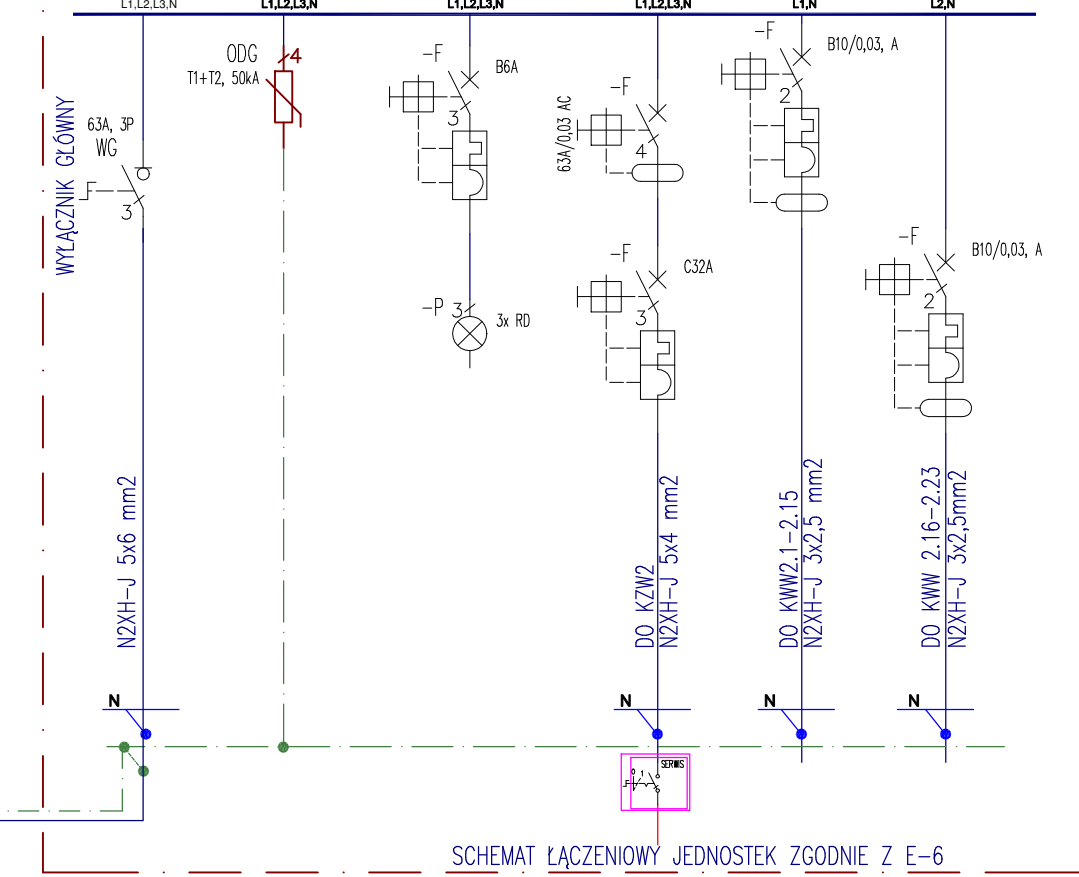 L1,L2,L3,N
L1,L2,L3,N
L1,L2,L3,N
L1,L2,L3,N
L1,N
L2,N
WYŁĄCZNIK GŁÓWNY
63A, 3P
WG
3
N2XH-J 5x6 mm2
N
ODG
4
T1+T2, 50kA
-F
B6A
3
-P
3
3x RD
63A/0,03 AC
-F
4
-F
C32A
3
DO KZW2
N2XH-J 5x4 mm2
N
0
1
SERWIS
-F
B10/0,03, A
2
DO KWW2.1-2.15
N2XH-J 3x2,5 mm2
N
-F
B10/0,03, A
2
DO KWW 2.16-2.23
N2XH-J 3x2,5mm2
N
SCHEMAT ŁĄCZENIOWY JEDNOSTEK ZGODNIE Z E-6